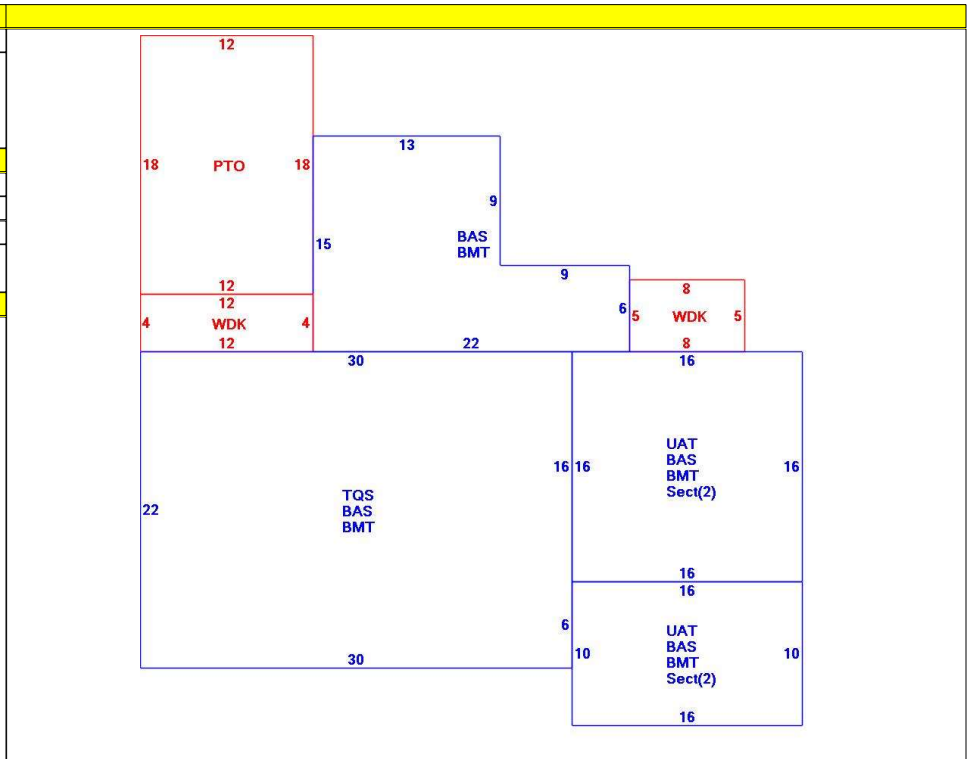 12
18 PTO 18
12
13
9
15
BAS
BMT
9
6
12
4 WDK 4
12
8
5 WDK 5
8
22
30
16
22
TQS
BAS
BMT
16 16
UAT
BAS
BMT
Sect(2)
16
16
16
6
10
UAT
BAS
BMT
Sect(2)
10
30
16